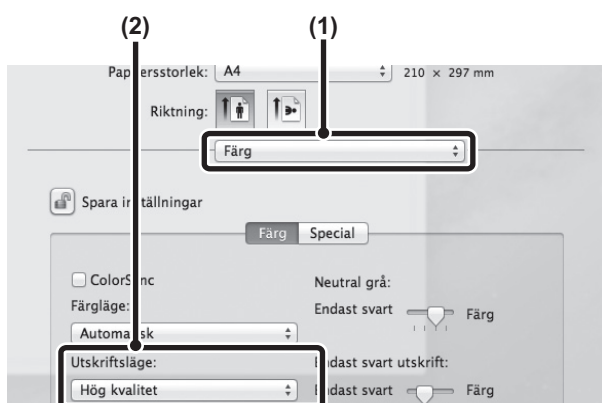 (2) (1)
Pappersstorlek: A4 210 × 297 mm
Riktning:
Färg
Spara inställningar
Färg Special
ColorSync Neutral grå:
Färgläge: Endast svart Färg
Automatisk
Utskriftsläge: Endast svart utskrift:
Hög kvalitet Endast svart Färg